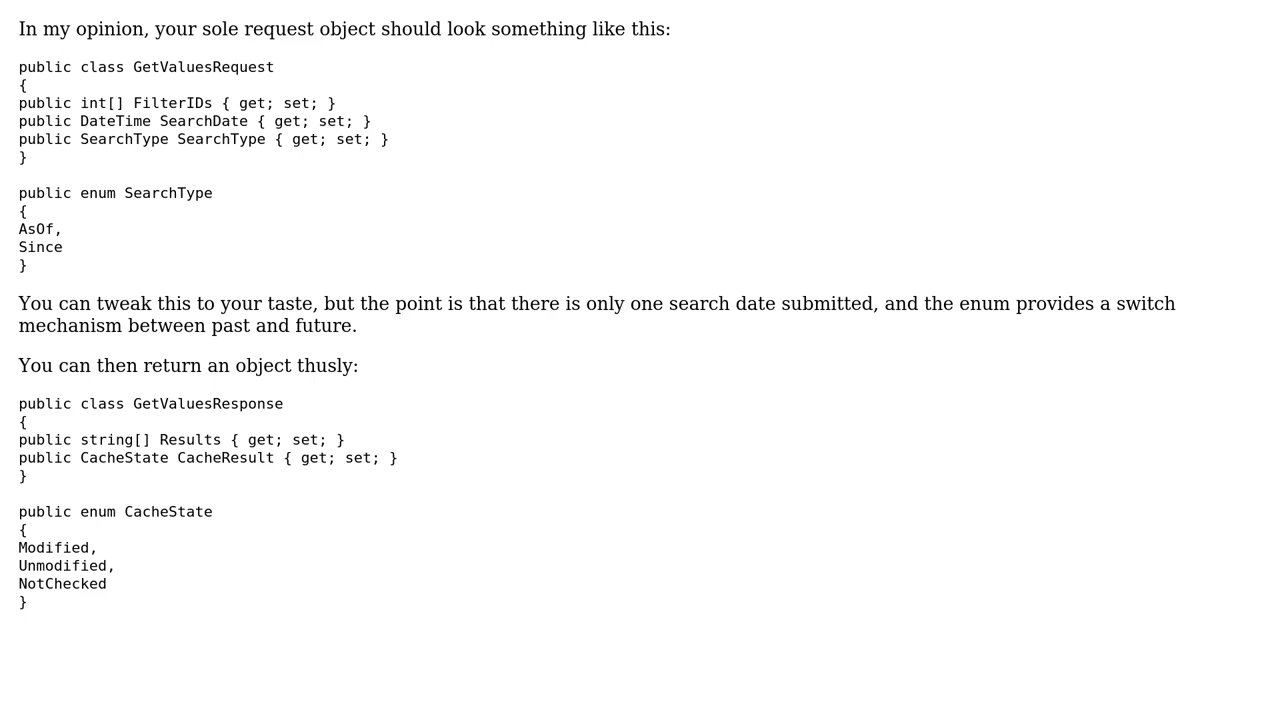 In my opinion, your sole request object should look something like this:
public class GetValuesRequest
{
public int[] FilterIDs { get; set; }
public DateTime SearchDate { get; set; }
public SearchType SearchType { get; set; }
}
public enum SearchType
{
AsOf,
Since
}
You can tweak this to your taste, but the point is that there is only one search date submitted, and the enum provides a switch
mechanism between past and future.
You can then return an object thusly:
public class GetValuesResponse
{
public string[] Results { get; set; }
public CacheState CacheResult { get; set; }
}
public enum CacheState
{
Modified,
Unmodified,
NotChecked
}